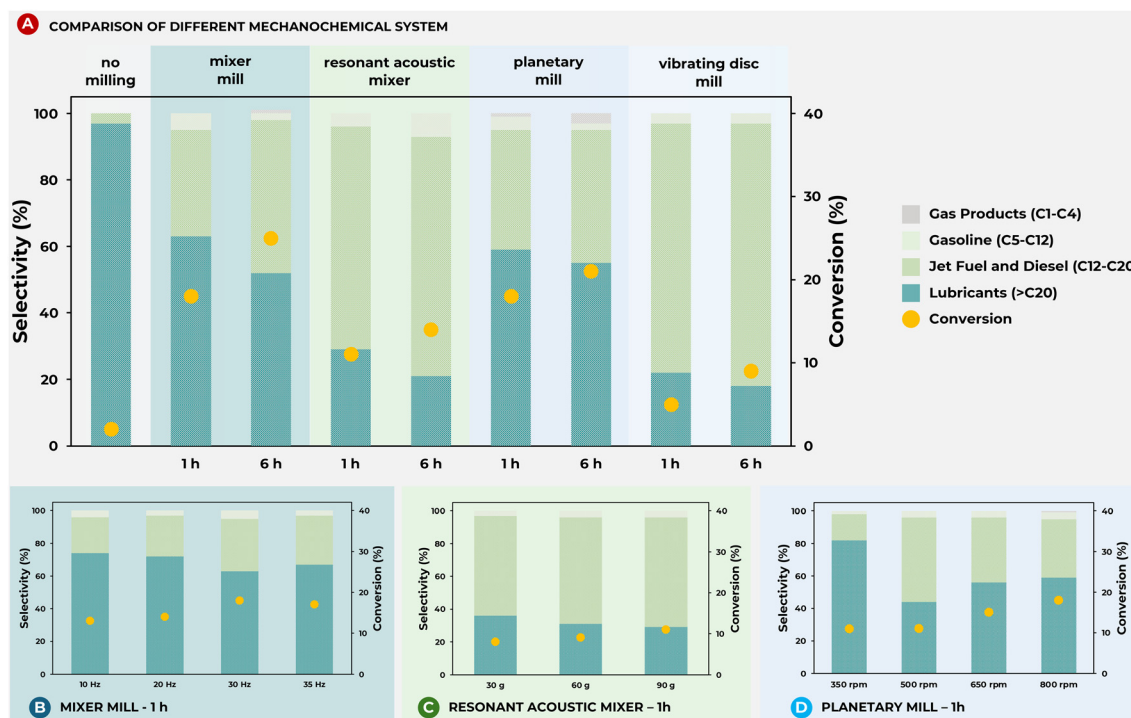 A COMPARISON OF DIFFERENT MECHANOCHEMICAL SYSTEM
no
milling
mixer
mill
resonant acoustic
mixer
planetary
mill
vibrating disc
mill
Selectivity (%)
100
80
60
40
20
0
40
30
20
10
0
Conversion (%)
1 h
6 h
1 h
6 h
1 h
6 h
1 h
6 h
Gas Products (C1-C4)
Gasoline (C5-C12)
Jet Fuel and Diesel (C12-C20
Lubricants (>C20)
Conversion
Selectivity (%)
100
80
60
40
20
0
40
30
20
10
0
Conversion (%)
10 Hz
20 Hz
30 Hz
35 Hz
B MIXER MILL - 1 h
Selectivity (%)
100
80
60
40
20
0
40
30
20
10
0
Conversion (%)
30 g
60 g
90 g
C RESONANT ACOUSTIC MIXER – 1h
Selectivity (%)
100
80
60
40
20
0
40
30
20
10
0
Conversion (%)
350 rpm
500 rpm
650 rpm
800 rpm
D PLANETARY MILL – 1h